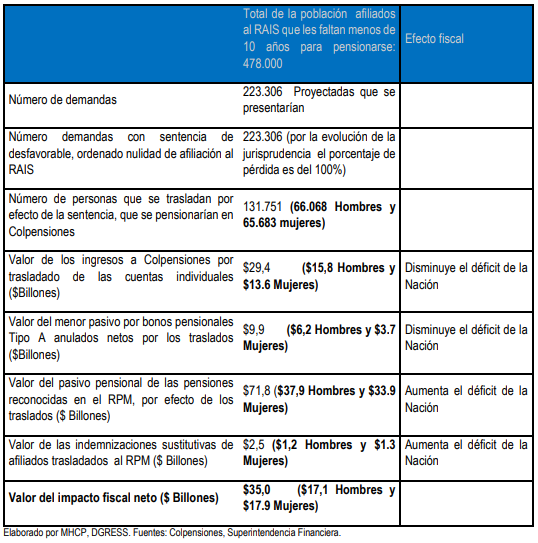 Total de la población afiliados
al RAIS que les faltan menos de
10 años para pensionarse:
478.000
Efecto fiscal
Número de demandas
223.306 Proyectadas que se
presentarían
Número demandas con sentencia de
desfavorable, ordenado nulidad de afiliación al
RAIS
223.306 (por la evolución de la
jurisprudencia el porcentaje de
pérdida es del 100%)
Número de personas que se trasladan por
efecto de la sentencia, que se pensionarían en
Colpensiones
131.751 (66.068 Hombres y
65.683 mujeres)
Valor de los ingresos a Colpensiones por
trasladado de las cuentas individuales
($Billones)
$29,4 ($15,8 Hombres y
$13.6 Mujeres)
Disminuye el déficit de la
Nación
Valor del menor pasivo por bonos pensionales
Tipo A anulados netos por los traslados
($Billones)
$9,9 ($6,2 Hombres y $3.7
Mujeres)
Disminuye el déficit de la
Nación
Valor del pasivo pensional de las pensiones
reconocidas en el RPM, por efecto de los
traslados ($ Billones)
$71,8 ($37,9 Hombres y $33.9
Mujeres)
Aumenta el déficit de la
Nación
Valor de las indemnizaciones sustitutivas de
afiliados trasladados al RPM ($ Billones)
$2,5 ($1,2 Hombres y $1.3
Mujeres)
Aumenta el déficit de la
Nación
Valor del impacto fiscal neto ($ Billones)
$35,0 ($17,1 Hombres y
$17.9 Mujeres)
Elaborado por MHCP, DGRESS. Fuentes: Colpensiones, Superintendencia Financiera.